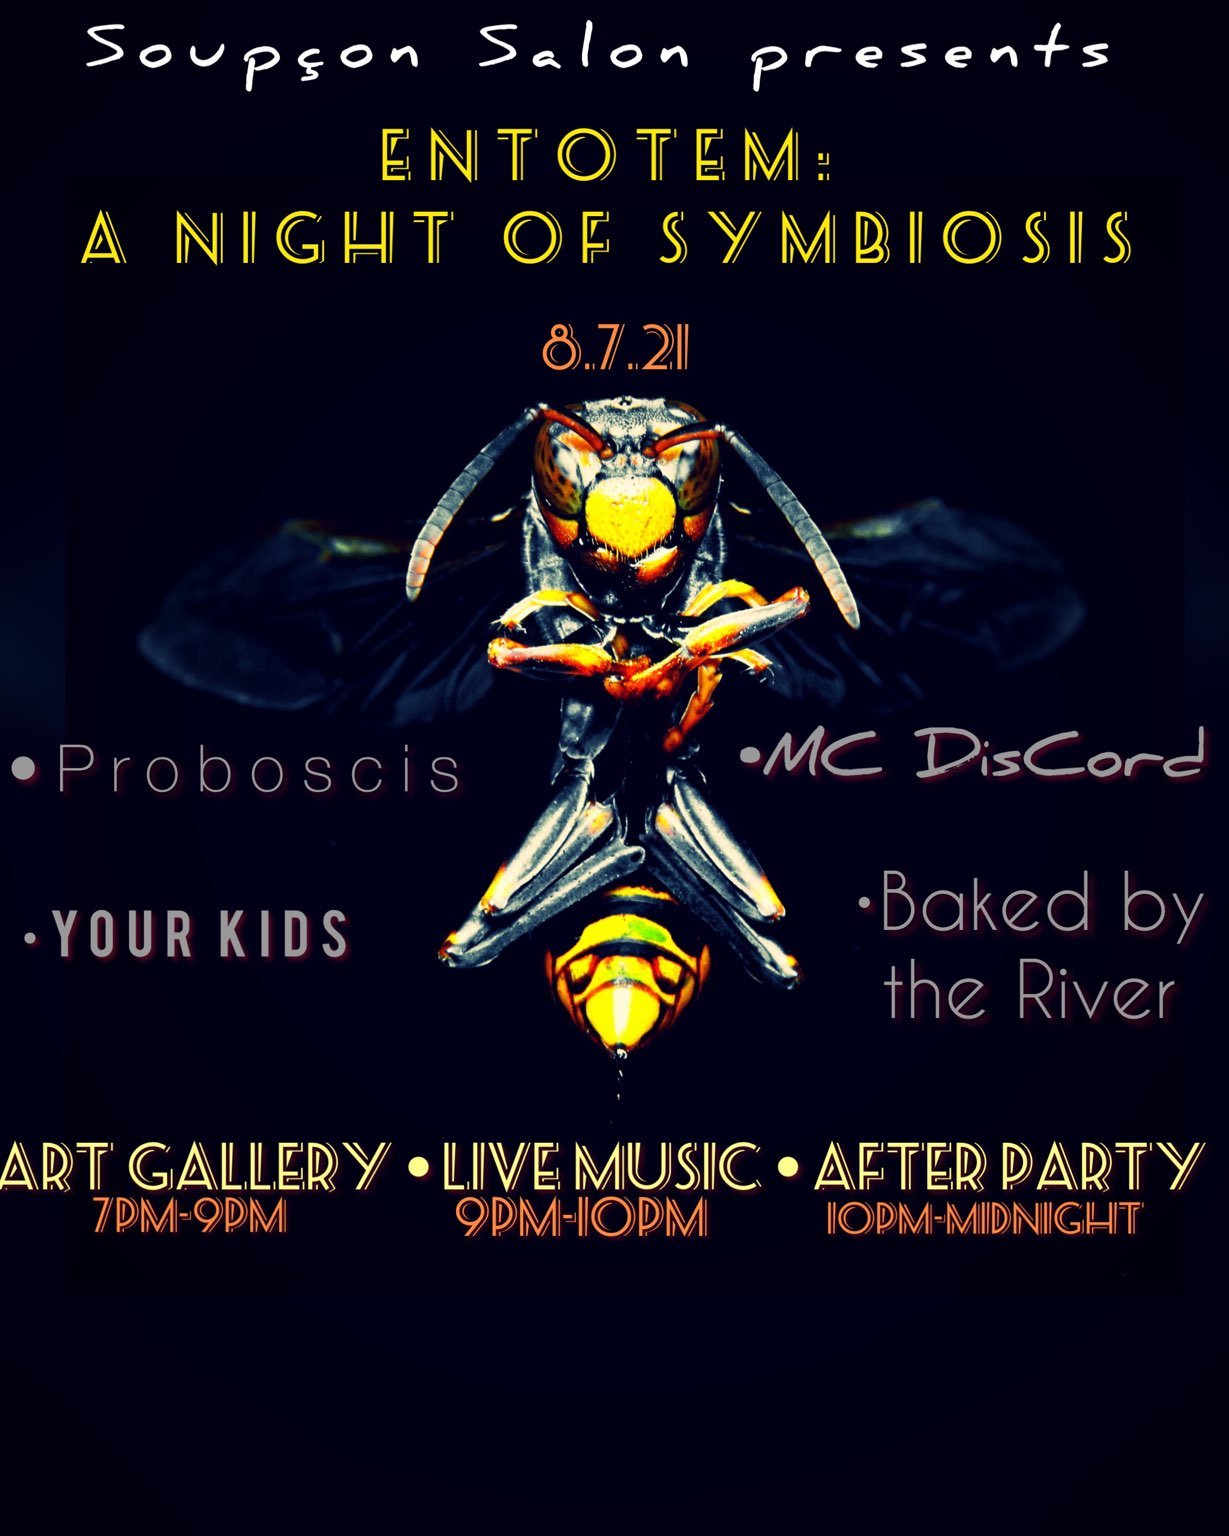 Soupçon Salon presents
ENTOTEM:
A NIGHT OF SYMBIOSIS
8.7.21
•Proboscis
•MC DisCord
•YOUR KIDS
•Baked by
the River
ART GALLERY • LIVE MUSIC • AFTER PARTY
7PM-9PM 9PM-10PM 10PM-MIDNIGHT